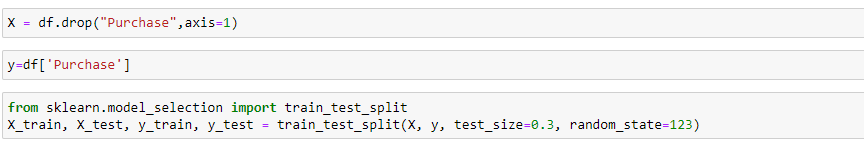 X = df.drop("Purchase",axis=1)
y=df['Purchase']
from sklearn.model_selection import train_test_split
X_train, X_test, y_train, y_test = train_test_split(X, y, test_size=0.3, random_state=123)